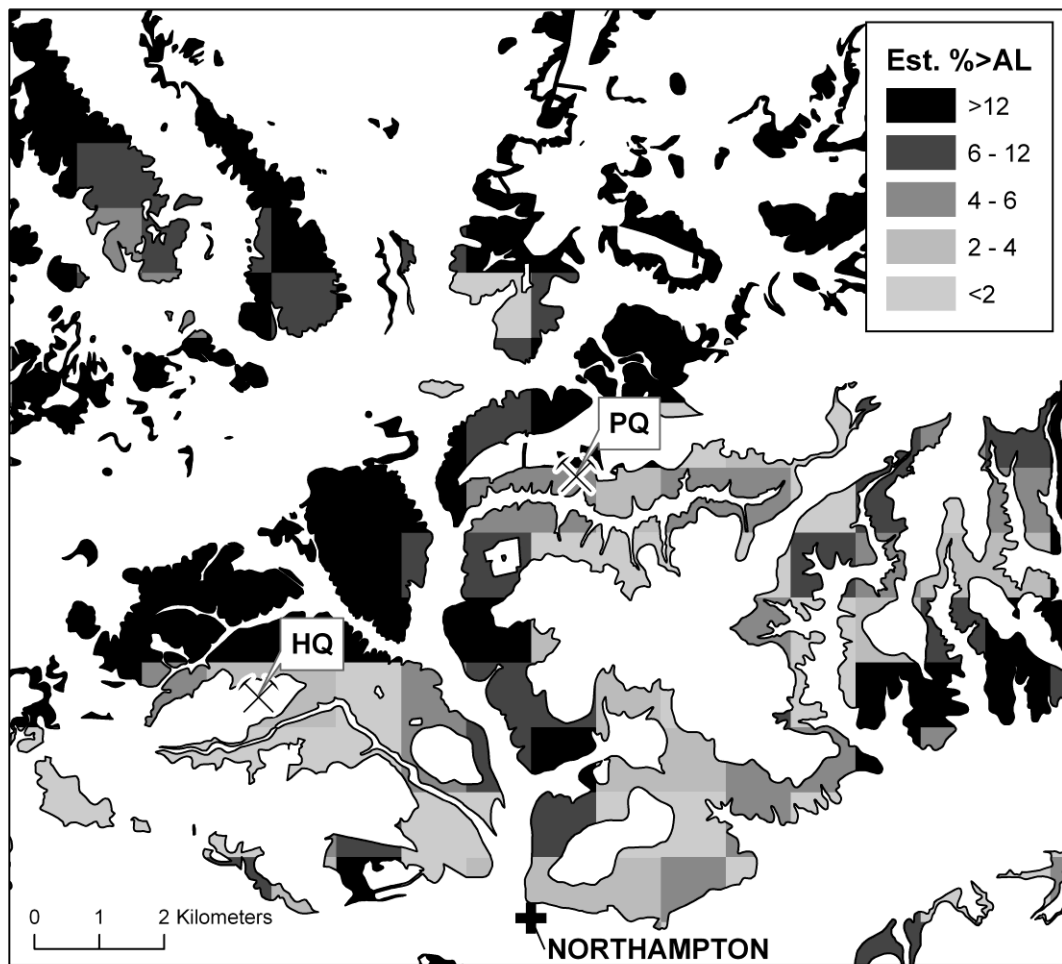 Est. %>AL
>12
6 - 12
4 - 6
2 - 4
<2
PQ
HQ
0 1 2 Kilometers
NORTHAMPTON